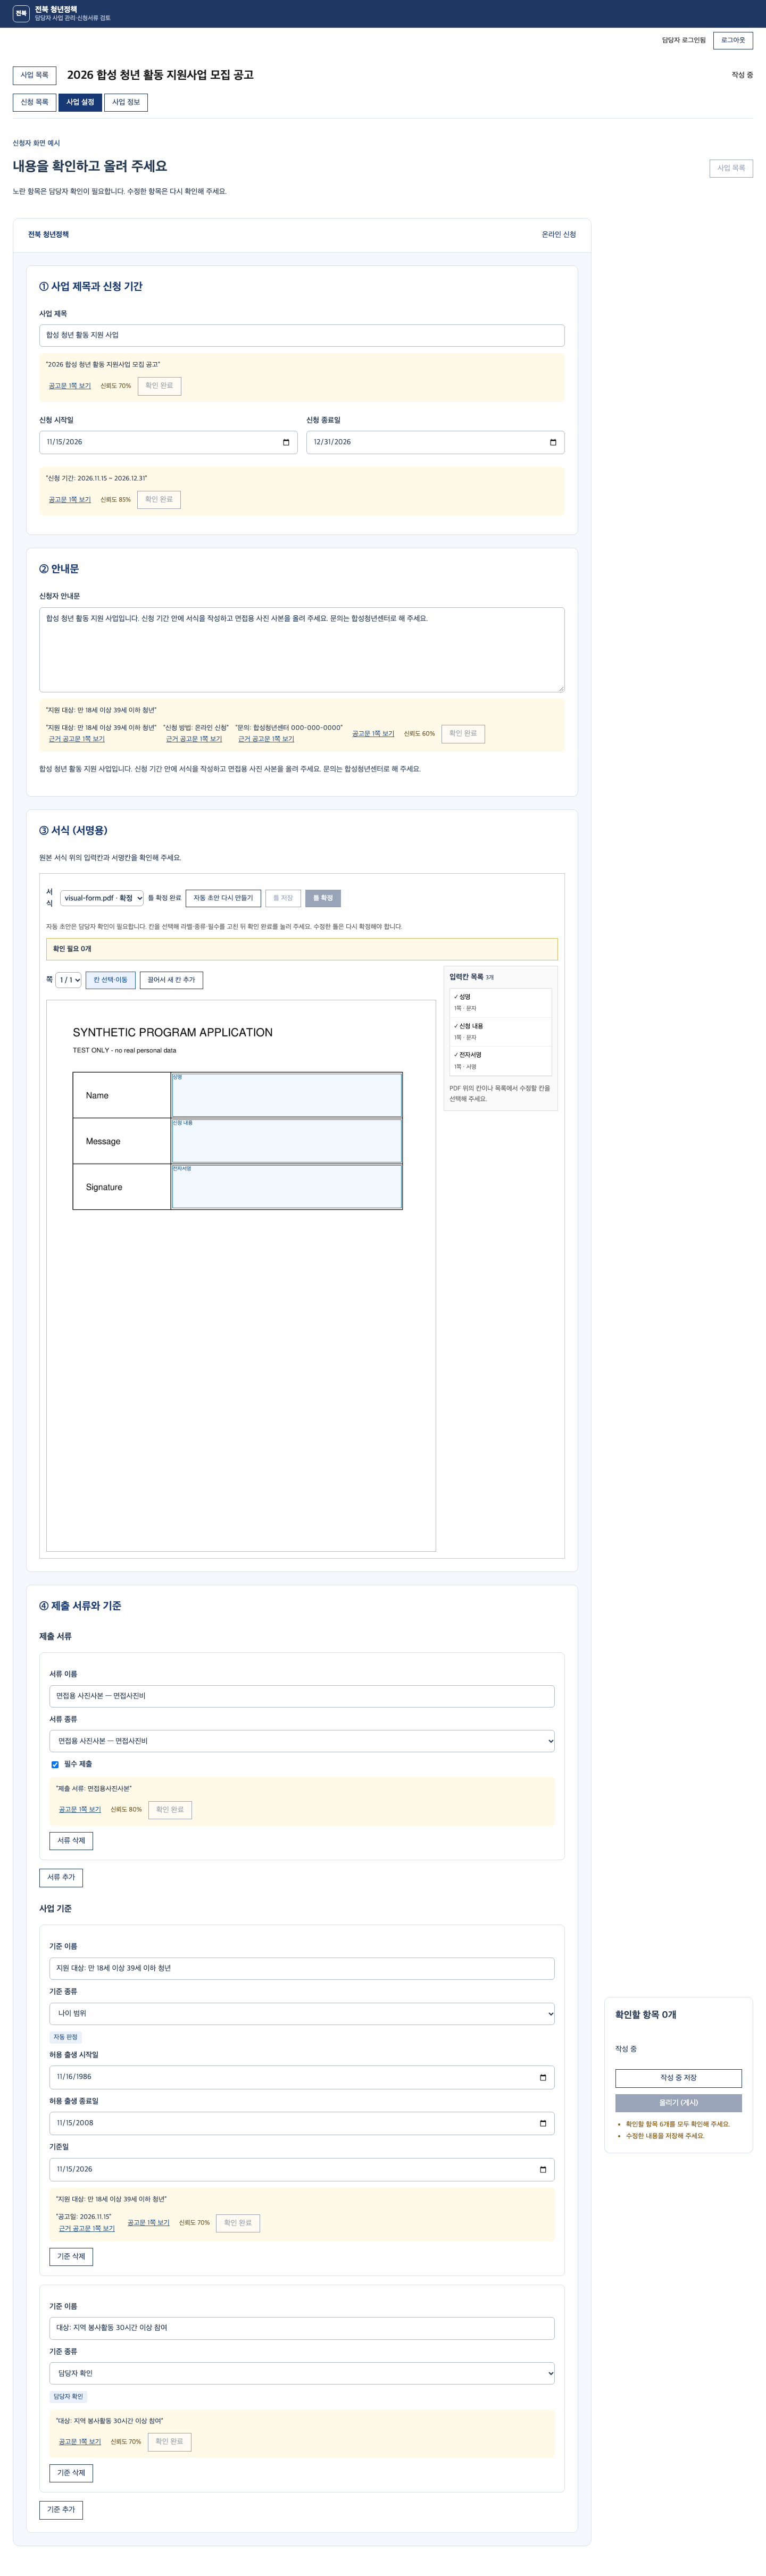 전북
전북 청년정책
담당자 사업 관리·신청서류 검토
담당자 로그인됨
로그아웃
사업 목록
2026 합성 청년 활동 지원사업 모집 공고
작성 중
신청 목록
사업 설정
사업 정보
신청자 화면 예시
내용을 확인하고 올려 주세요
사업 목록
노란 항목은 담당자 확인이 필요합니다. 수정한 항목은 다시 확인해 주세요.
전북 청년정책
온라인 신청
① 사업 제목과 신청 기간
사업 제목
합성 청년 활동 지원 사업
"2026 합성 청년 활동 지원사업 모집 공고"
공고문 1쪽 보기
신뢰도 70%
확인 완료
신청 시작일
신청 종료일
11/15/2026
12/31/2026
"신청 기간: 2026.11.15 ~ 2026.12.31"
공고문 1쪽 보기
신뢰도 85%
확인 완료
② 안내문
신청자 안내문
합성 청년 활동 지원 사업입니다. 신청 기간 안에 서식을 작성하고 면접용 사진 사본을 올려 주세요. 문의는 합성청년센터로 해 주세요.
"지원 대상: 만 18세 이상 39세 이하 청년"
"지원 대상: 만 18세 이상 39세 이하 청년"
근거 공고문 1쪽 보기
"신청 방법: 온라인 신청"
근거 공고문 1쪽 보기
"문의: 합성청년센터 000-000-0000"
근거 공고문 1쪽 보기
공고문 1쪽 보기
신뢰도 60%
확인 완료
합성 청년 활동 지원 사업입니다. 신청 기간 안에 서식을 작성하고 면접용 사진 사본을 올려 주세요. 문의는 합성청년센터로 해 주세요.
③ 서식 (서명용)
원본 서식 위의 입력칸과 서명칸을 확인해 주세요.
서식
visual-form.pdf · 확정
틀 확정 완료
자동 초안 다시 만들기
틀 저장
틀 확정
자동 초안은 담당자 확인이 필요합니다. 칸을 선택해 라벨·종류·필수를 고친 뒤 확인 완료를 눌러 주세요. 수정한 틀은 다시 확정해야 합니다.
확인 필요 0개
쪽
1 / 1
칸 선택·이동
끌어서 새 칸 추가
SYNTHETIC PROGRAM APPLICATION
TEST ONLY - no real personal data
Name
성명
Message
신청 내용
Signature
전자서명
입력칸 목록 3개
✓성명
1쪽 · 문자
✓신청 내용
1쪽 · 문자
✓전자서명
1쪽 · 서명
PDF 위의 칸이나 목록에서 수정할 칸을
선택해 주세요.
④ 제출 서류와 기준
제출 서류
서류 이름
면접용 사진사본 — 면접사진비
서류 종류
면접용 사진사본 — 면접사진비
필수 제출
"제출 서류: 면접용사진사본"
공고문 1쪽 보기
신뢰도 80%
확인 완료
서류 삭제
서류 추가
사업 기준
기준 이름
지원 대상: 만 18세 이상 39세 이하 청년
기준 종류
나이 범위
자동 판정
허용 출생 시작일
11/16/1986
허용 출생 종료일
11/15/2008
기준일
11/15/2026
"지원 대상: 만 18세 이상 39세 이하 청년"
"공고일: 2026.11.15"
근거 공고문 1쪽 보기
공고문 1쪽 보기
신뢰도 70%
확인 완료
기준 삭제
기준 이름
대상: 지역 봉사활동 30시간 이상 참여
기준 종류
담당자 확인
담당자 확인
"대상: 지역 봉사활동 30시간 이상 참여"
공고문 1쪽 보기
신뢰도 70%
확인 완료
기준 삭제
기준 추가
확인할 항목 0개
작성 중
작성 중 저장
올리기 (게시)
확인할 항목 6개를 모두 확인해 주세요.
수정한 내용을 저장해 주세요.